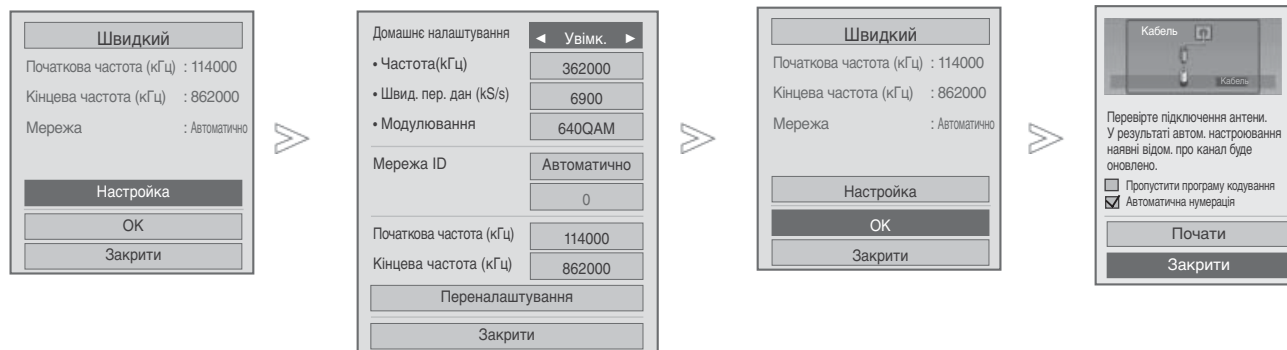 Швидкий
Початкова частота (кГц) : 114000
Кінцева частота (кГц) : 862000
Мережа : Автоматично
Настройка
ОК
Закрити
Домашнє налаштування ◄ Увімк. ►
• Частота(kГц) 362000
• Швид. пер. дан (kS/s) 6900
• Модулювання 640QAM
Мережа ID Автоматично
0
Початкова частота (кГц) 114000
Кінцева частота (кГц) 862000
Переналаштування
Закрити
Швидкий
Початкова частота (кГц) : 114000
Кінцева частота (кГц) : 862000
Мережа : Автоматично
Настройка
ОК
Закрити
Кабель
Кабель
Перевірте підключення антени.
У результаті автом. настроювання
наявні відом. про канал буде
оновлено.
Пропустити програму кодування
Автоматична нумерація
Почати
Закрити